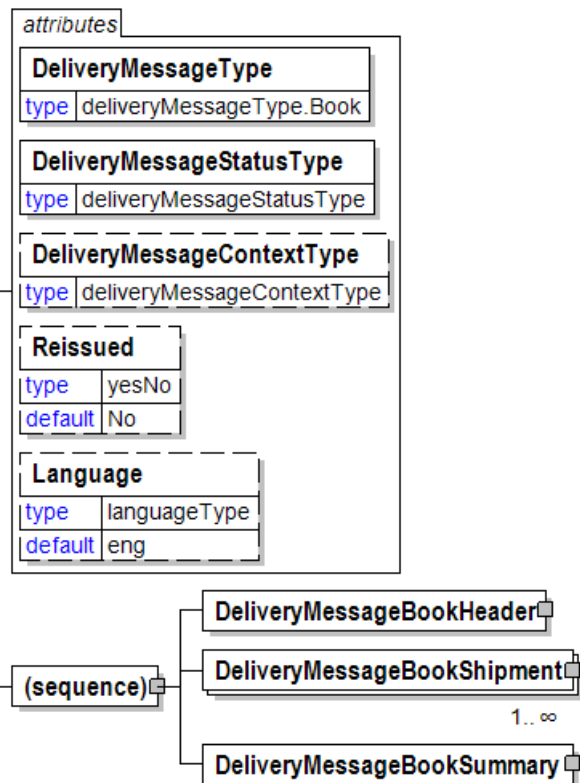 attributes
DeliveryMessageType
type deliveryMessageType.Book
DeliveryMessageStatusType
type deliveryMessageStatusType
DeliveryMessageContextType
type deliveryMessageContextType
Reissued
type yesNo
default No
Language
type languageType
default eng
DeliveryMessageBookHeader
(sequence)
DeliveryMessageBookShipment
1.. ∞
DeliveryMessageBookSummary